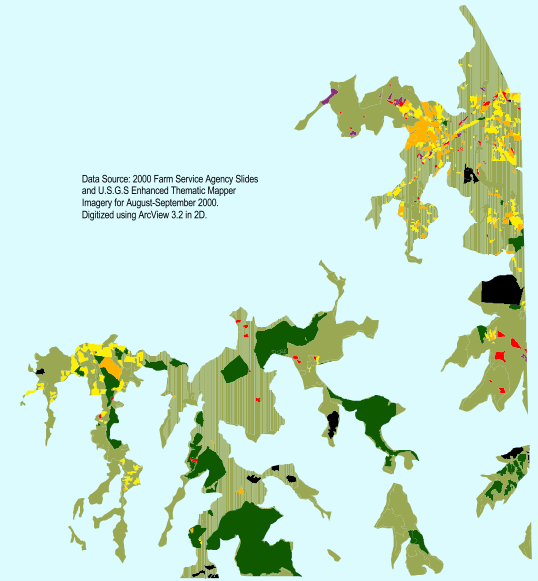 Data Source: 2000 Farm Service Agency Slides
and U.S.G.S Enhanced Thematic Mapper
Imagery for August-September 2000.
Digitized using ArcView 3.2 in 2D.